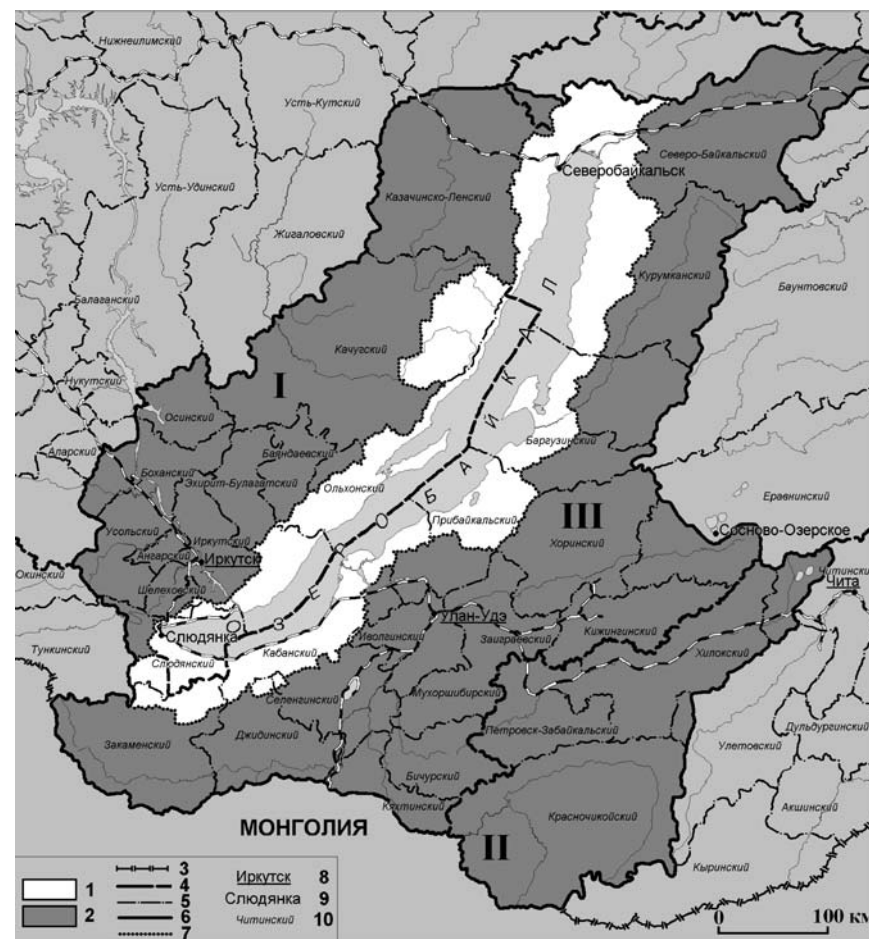 Нижнеилимский
Усть-Кутский
Усть-Удинский
Казачинско-Ленский
Северобайкальск
Северо-Байкальский
Жигаловский
Балаганский
Курумканский
Баунтовский
Качугский
I
Нукутский
Осинский
Аларский
Боханский
Баяндаевский
Эхирит-Булагатский
Ольхонский
Баргузинский
Прибайкальский
III
Еравнинский
Сосново-Озерское
Хоринский
Усольский
Иркутский
Ангарский
Иркутск
Шелеховский
Окинский
ОЗЕРО БАЙКАЛ
Читинский
Чита
Слюдянка
Тункинский
Слюдянский
Кабанский
Иволгинский
Улан-Удэ
Заиграевский
Кижингинский
Хилокский
Селенгинский
Мухоршибирский
Петровск-Забайкальский
Дульдургинский
Улетовский
Закаменский
Джидинский
Бичурский
Кяхтинский
Красночикойский
Акшинский
МОНГОЛИЯ
II
Кыринский
1
2
3
4
5
6
7
Иркутск 8
Слюдянка 9
Читинский 10
0 100 км